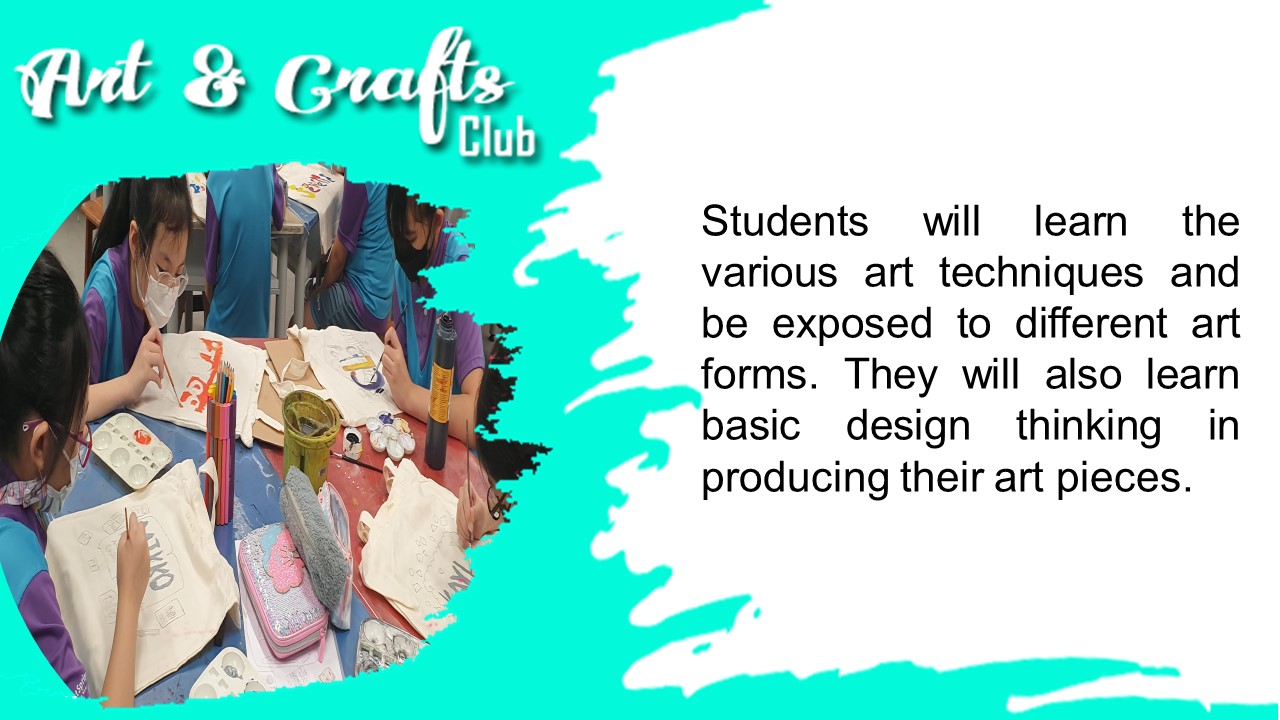 Art & Crafts
Club
Students will learn the
various art techniques and
be exposed to different art
forms. They will also learn
basic design thinking in
producing their art pieces.